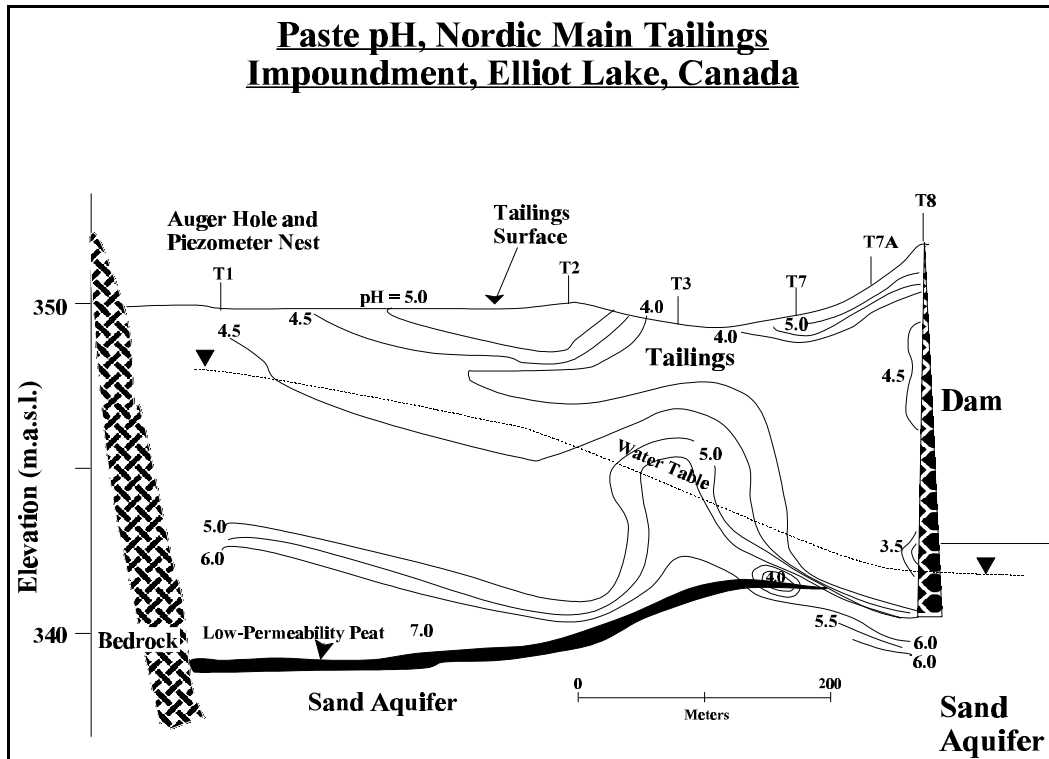 Paste pH, Nordic Main Tailings
Impoundment, Elliot Lake, Canada
T8
Auger Hole and
Piezometer Nest
Tailings
Surface
T7A
T1
T2
T3
T7
350
pH = 5.0
4.0
4.5
4.5
5.0
4.0
Tailings
4.5
Dam
Elevation (m.a.s.l.)
Water Table
5.0
5.0
6.0
3.5
4.0
340
Bedrock
Low-Permeability Peat
7.0
5.5
6.0
6.0
Sand Aquifer
0
200
Meters
Sand
Aquifer